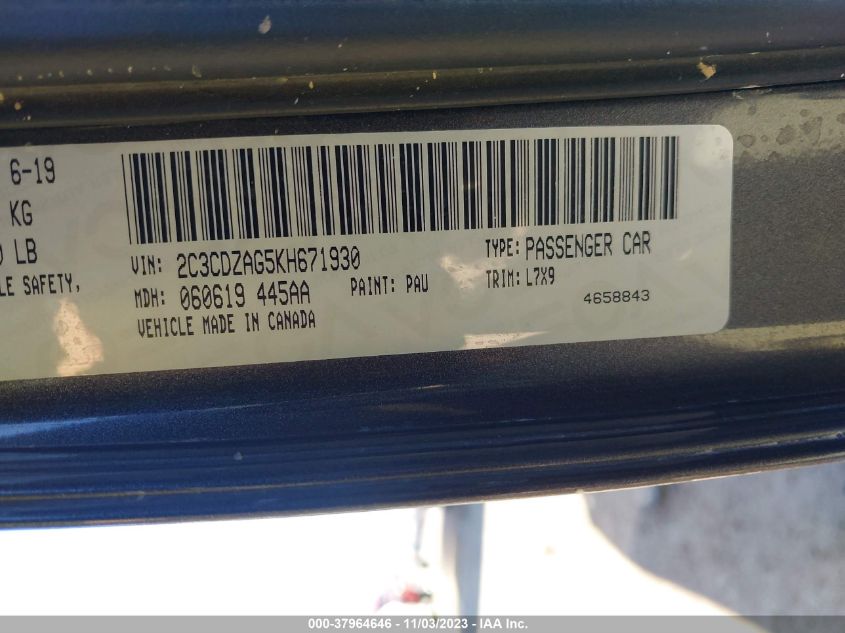 6-19
KG
LB
LE SAFETY,
VIN: 2C3CDZAG5KH671930
TYPE: PASSENGER CAR
MDH: 060619 445AA
PAINT: PAU
TRIM: L7X9
VEHICLE MADE IN CANADA
4658843
000-37964646 — 11/03/2023 — IAA Inc.